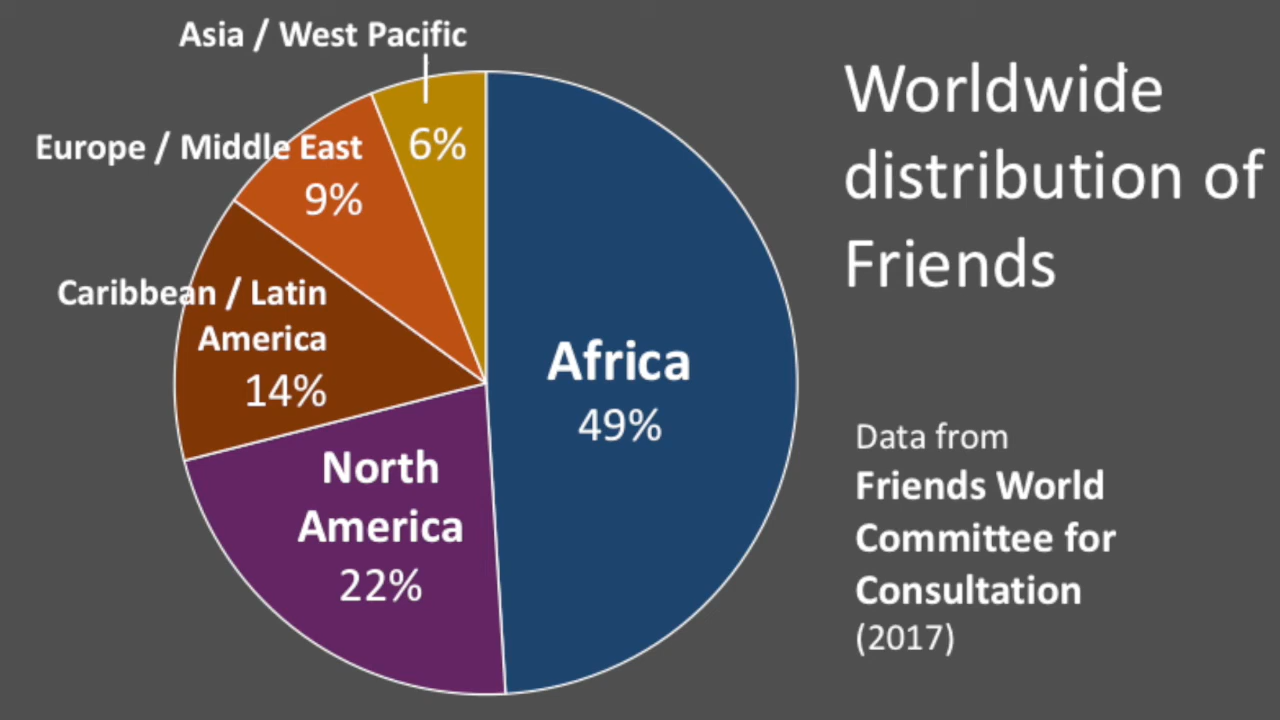 Asia / West Pacific
6%
Europe / Middle East
9%
Caribbean / Latin
America
14%
North
America
22%
Africa
49%
Worldwide
distribution of
Friends
Data from
Friends World
Committee for
Consultation
(2017)